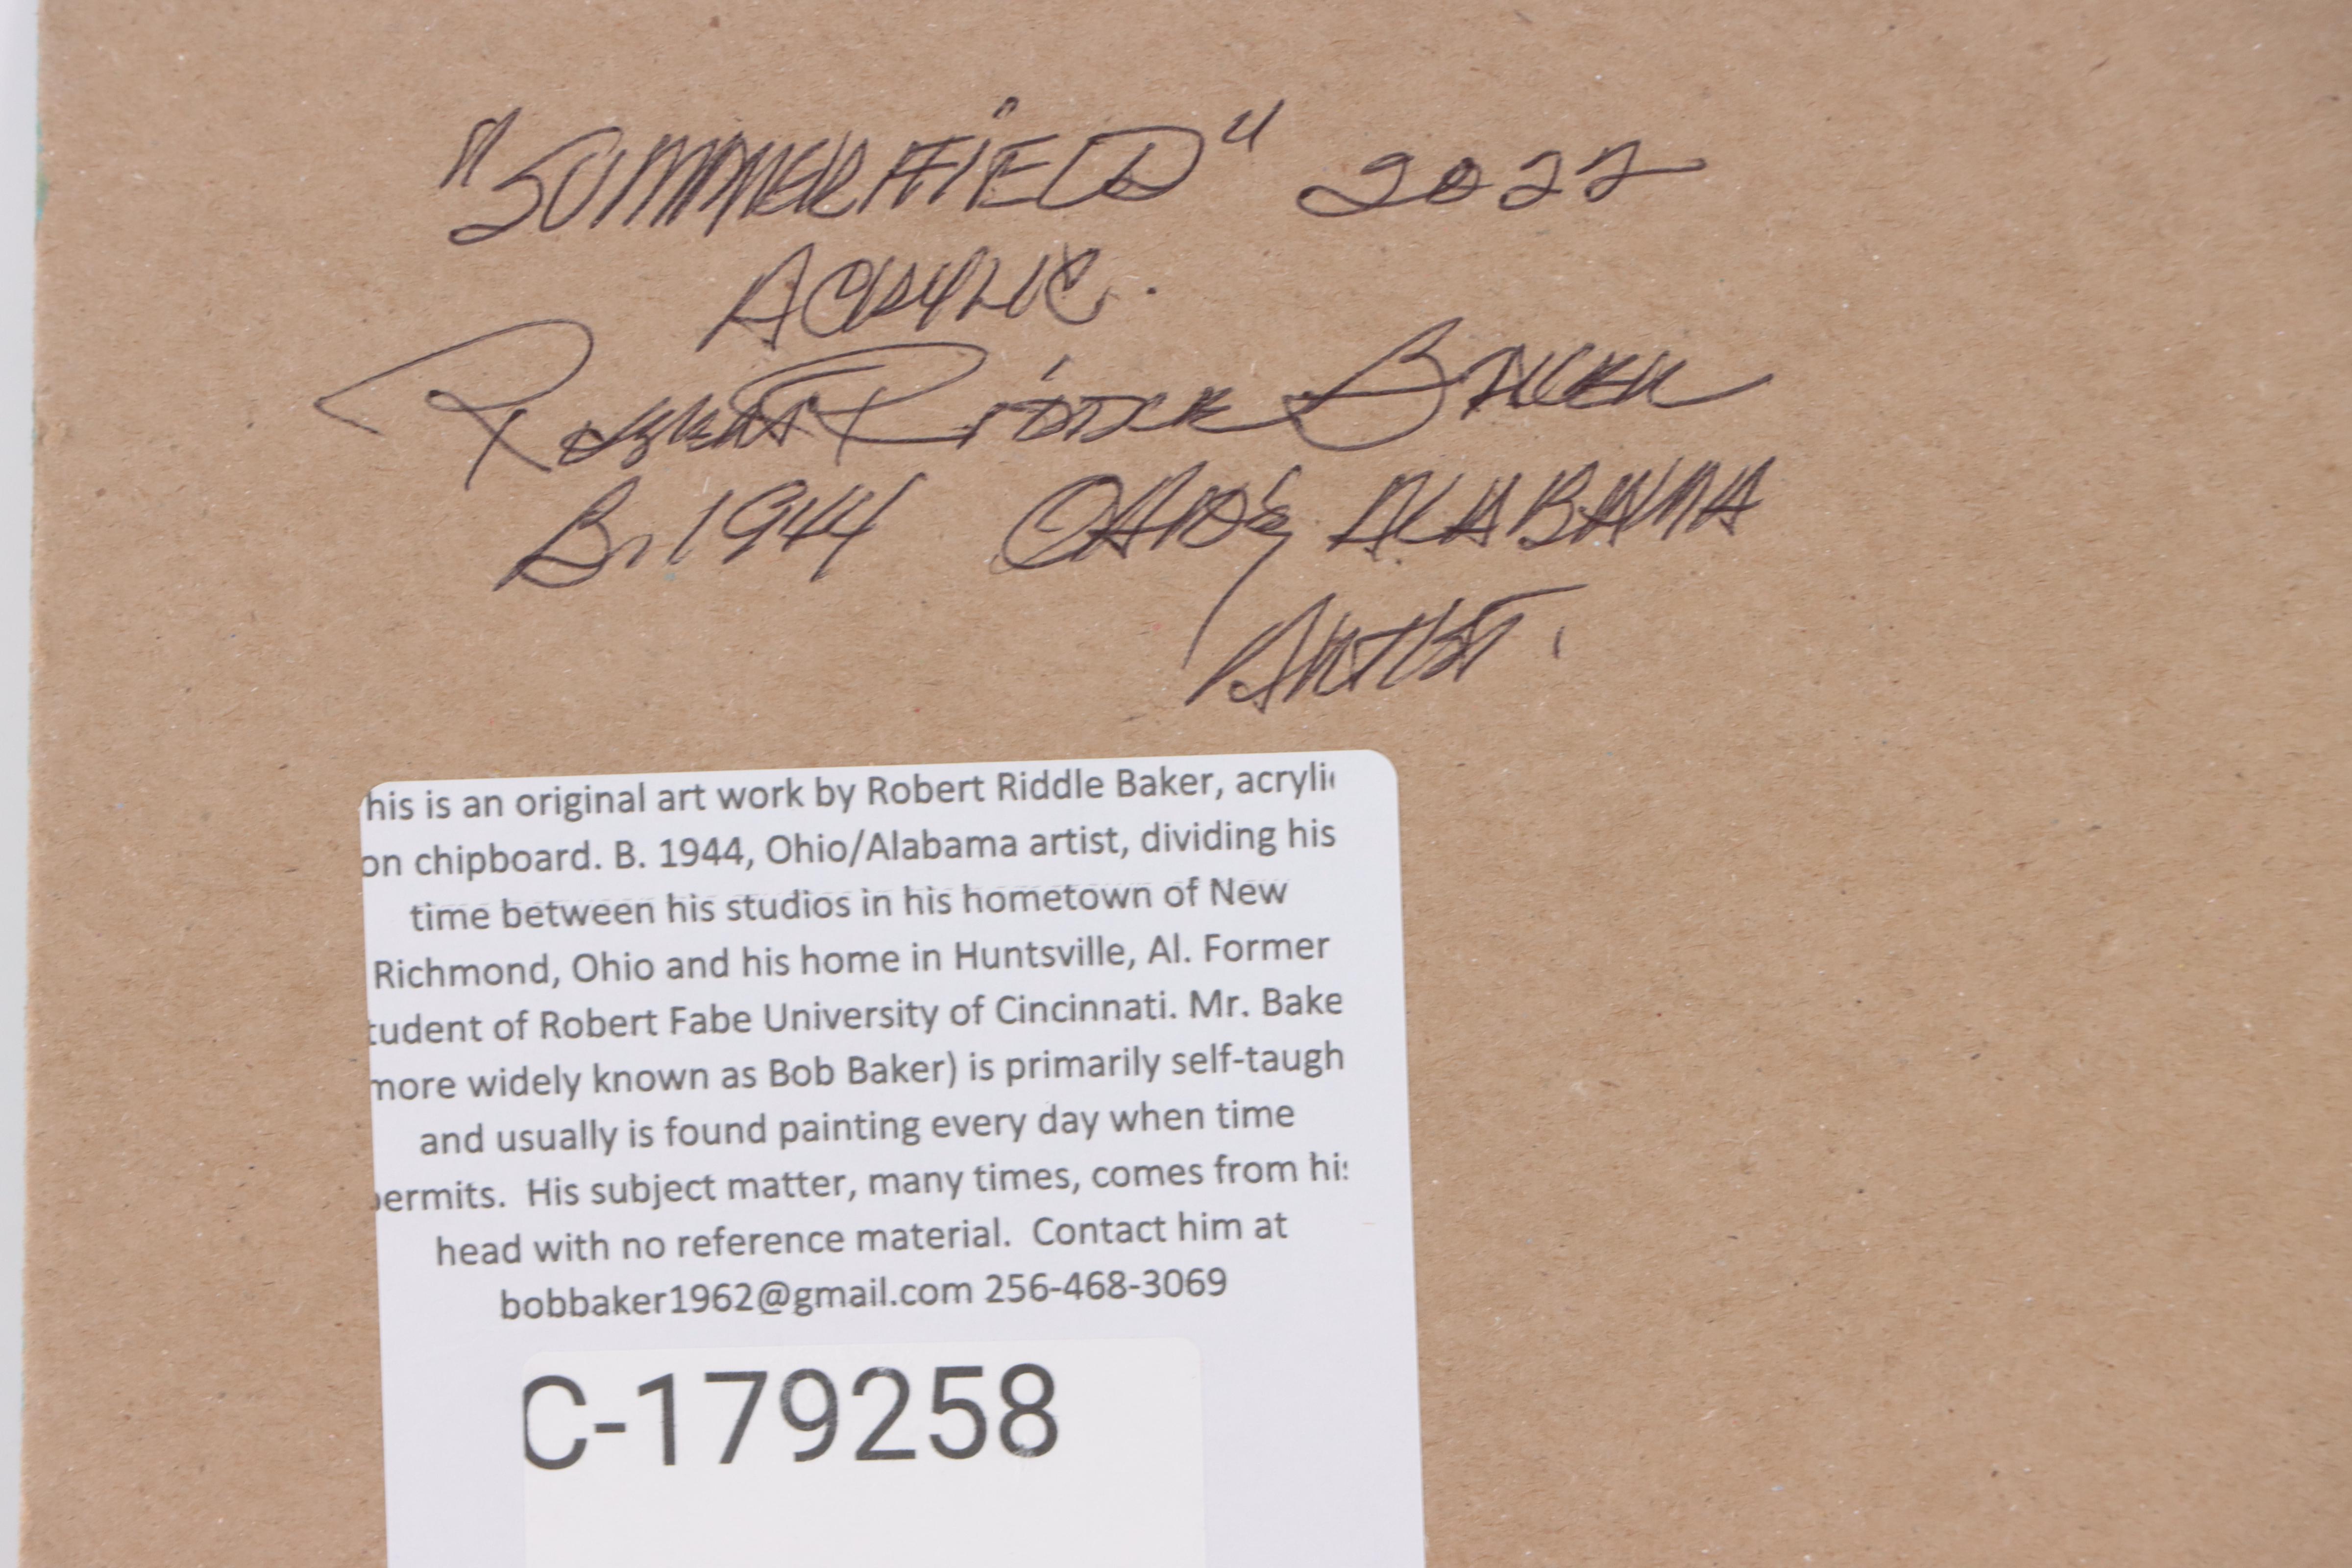 "SUMMERFIELD" 2022
ACRYLIC.
Robert Riddle Baker
B. 1944 OHIO & ALABAMA
ARTIST.
his is an original art work by Robert Riddle Baker, acrylic
on chipboard. B. 1944, Ohio/Alabama artist, dividing his
time between his studios in his hometown of New
Richmond, Ohio and his home in Huntsville, Al. Former
tudent of Robert Fabe University of Cincinnati. Mr. Bake
more widely known as Bob Baker) is primarily self-taugh
and usually is found painting every day when time
permits. His subject matter, many times, comes from his
head with no reference material. Contact him at
bobbaker1962@gmail.com 256-468-3069
C-179258